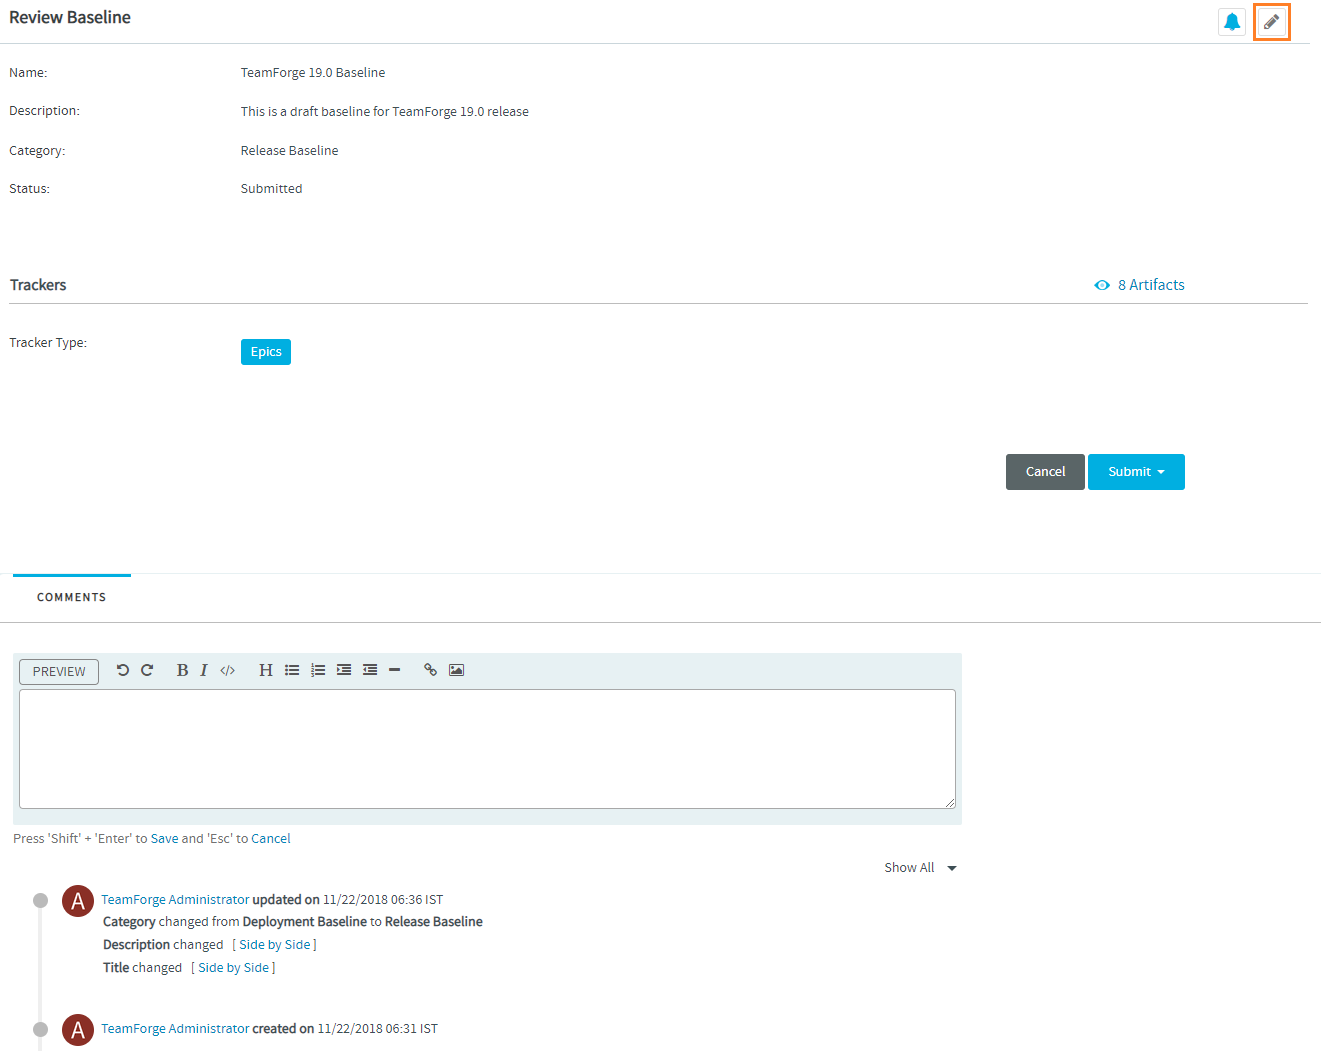 Review Baseline
Name: TeamForge 19.0 Baseline
Description: This is a draft baseline for TeamForge 19.0 release
Category: Release Baseline
Status: Submitted
Trackers 8 Artifacts
Tracker Type: Epics
Cancel Submit
COMMENTS
PREVIEW B I </> H
Press 'Shift' + 'Enter' to Save and 'Esc' to Cancel
Show All
A TeamForge Administrator updated on 11/22/2018 06:36 IST
Category changed from Deployment Baseline to Release Baseline
Description changed [ Side by Side ]
Title changed [ Side by Side ]
A TeamForge Administrator created on 11/22/2018 06:31 IST